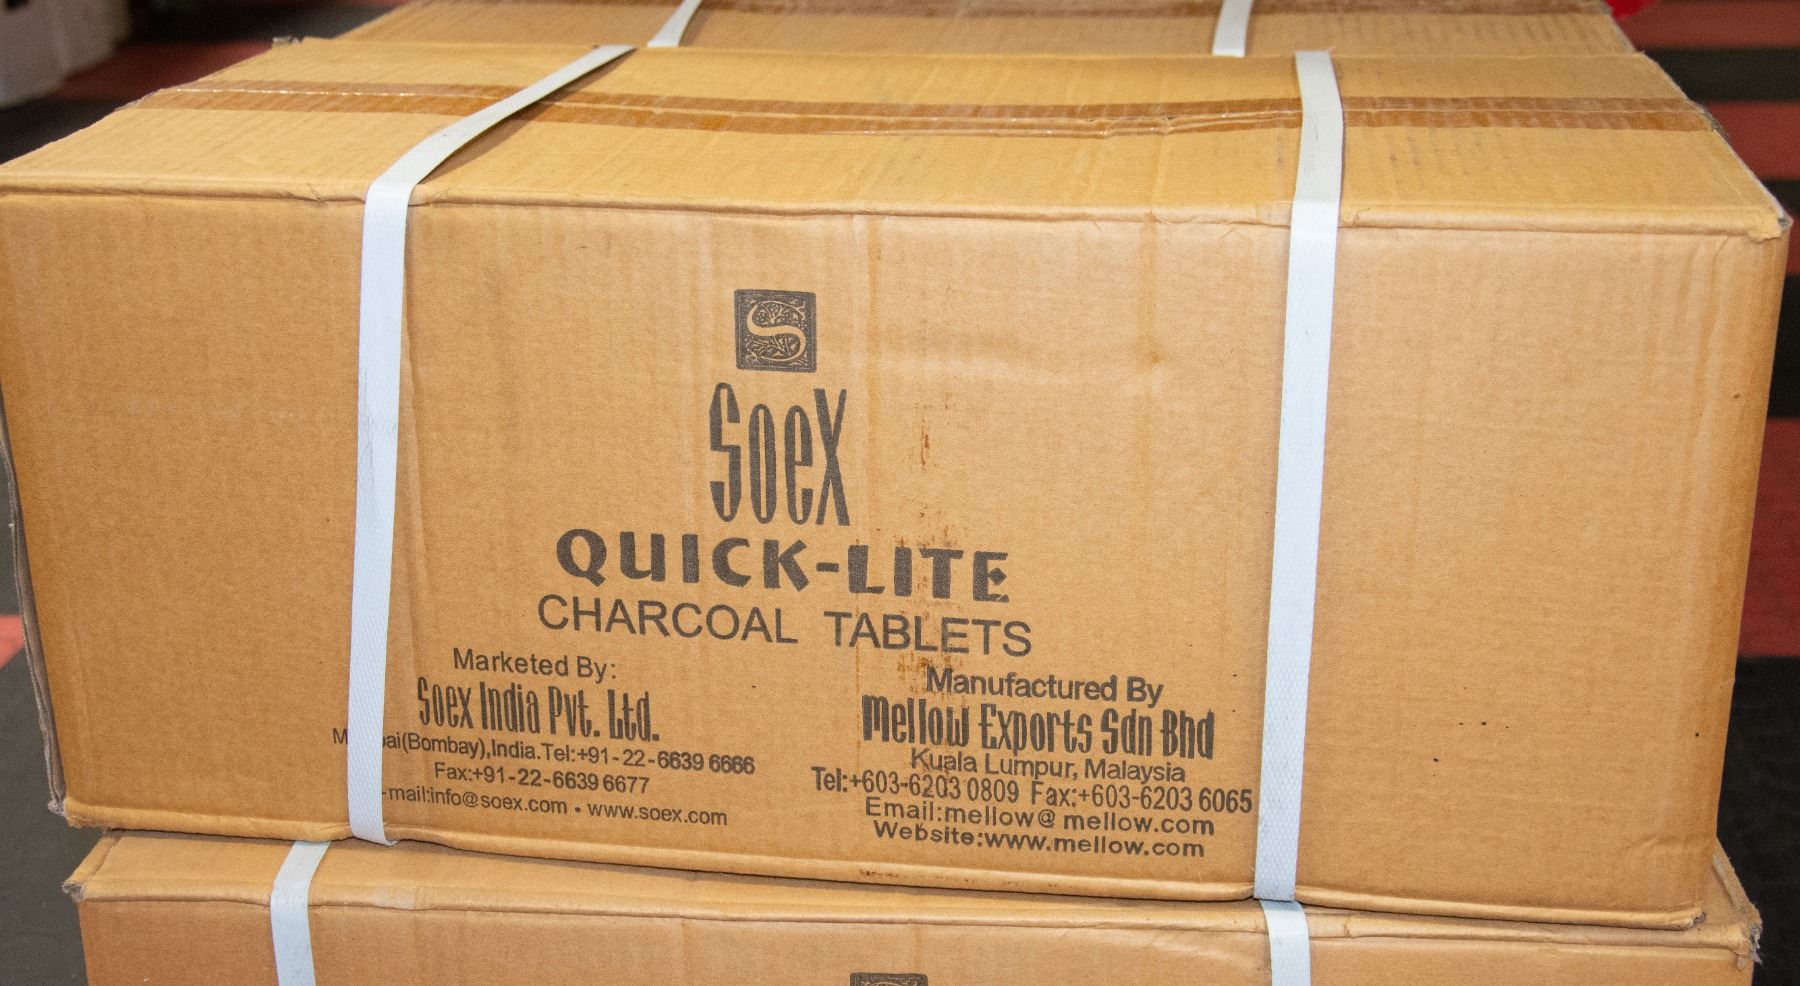 S
Soex
QUICK-LITE
CHARCOAL TABLETS
Marketed By:
Soex India Pvt. Ltd.
(Bombay),India.Tel:+91-22-6639 6666
Fax:+91-22-6639 6677
-mail:info@soex.com • www.soex.com
Manufactured By
Mellow Exports Sdn Bhd
Kuala Lumpur, Malaysia
Tel:+603-6203 0809 Fax:+603-6203 6065
Email:mellow@mellow.com
Website:www.mellow.com